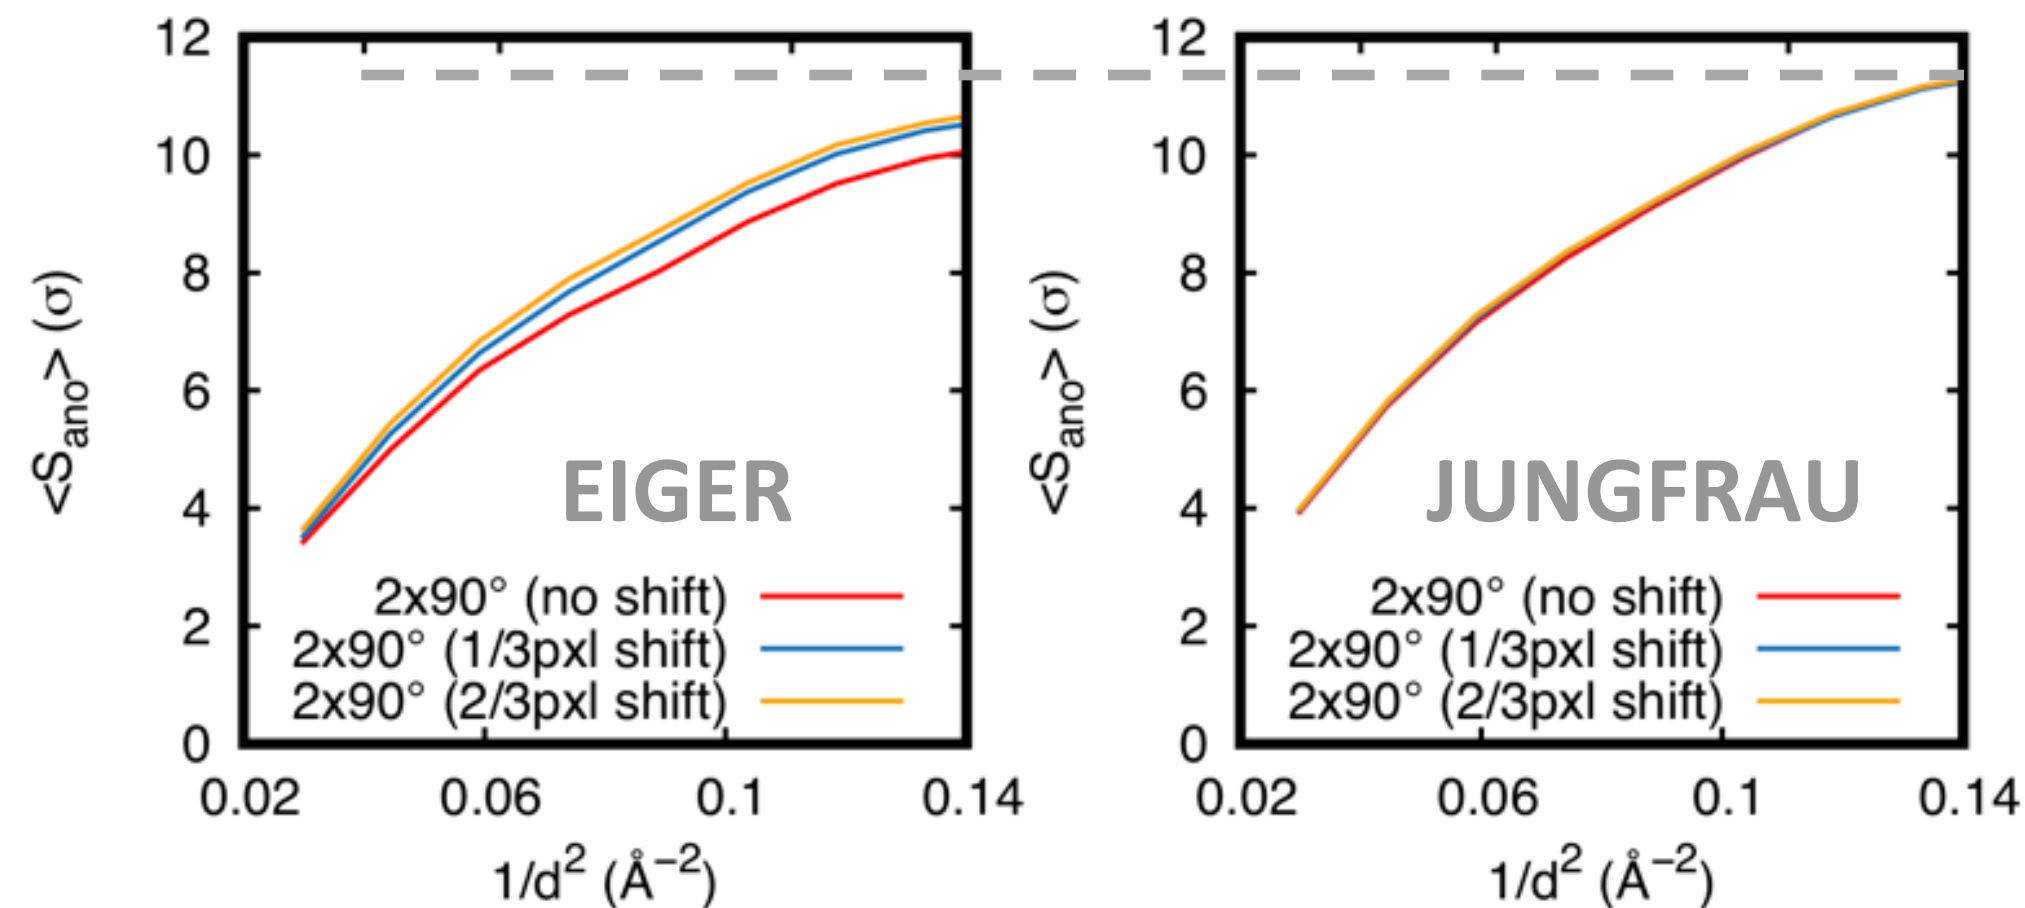 12
10
8
6
4
2
0
<S_ano> (σ)
EIGER
2x90° (no shift)
2x90° (1/3pxl shift)
2x90° (2/3pxl shift)
0.02 0.06 0.1 0.14
1/d² (Å⁻²)
12
10
8
6
4
2
0
<S_ano> (σ)
JUNGFRAU
2x90° (no shift)
2x90° (1/3pxl shift)
2x90° (2/3pxl shift)
0.02 0.06 0.1 0.14
1/d² (Å⁻²)